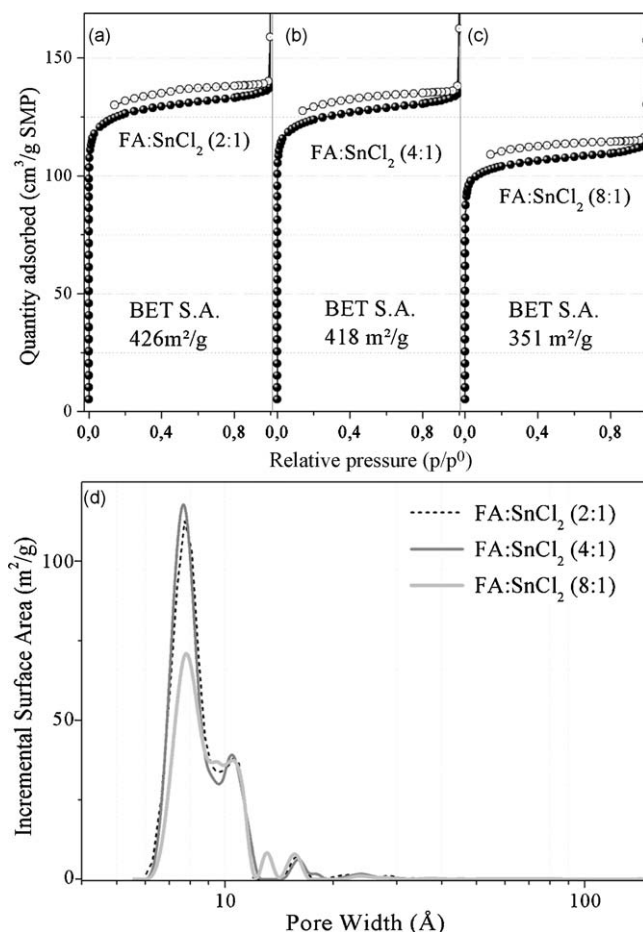 (a)
(b)
(c)
150
100
50
0
Quantity adsorbed (cm³/g SMP)
FA:SnCl₂ (2:1)
FA:SnCl₂ (4:1)
FA:SnCl₂ (8:1)
BET S.A.
426m²/g
BET S.A.
418 m²/g
BET S.A.
351 m²/g
0,0 0,4 0,8 0,0 0,4 0,8 0,0 0,4 0,8
Relative pressure (p/p⁰)
(d)
FA:SnCl₂ (2:1)
FA:SnCl₂ (4:1)
FA:SnCl₂ (8:1)
100
50
0
Incremental Surface Area (m²/g)
10 100
Pore Width (Å)